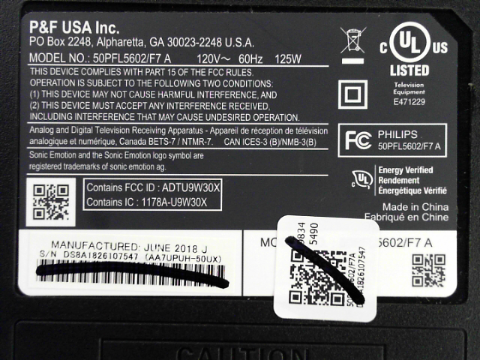 P&F USA Inc.
PO Box 2248, Alpharetta, GA 30023-2248 U.S.A.
MODEL NO.: 50PFL5602/F7 A 120V~ 60Hz 125W
THIS DEVICE COMPLIES WITH PART 15 OF THE FCC RULES.
OPERATION IS SUBJECT TO THE FOLLOWING TWO CONDITIONS:
(1) THIS DEVICE MAY NOT CAUSE HARMFUL INTERFERENCE, AND
(2) THIS DEVICE MUST ACCEPT ANY INTERFERENCE RECEIVED,
INCLUDING INTERFERENCE THAT MAY CAUSE UNDESIRED OPERATION.
Analog and Digital Television Receiving Apparatus - Appareil de réception de télévision
analogique et numérique, Canada BETS-7 / NTMR-7. CAN ICES-3 (B)/NMB-3(B)
Sonic Emotion and the Sonic Emotion logo symbol are
registered trademarks of sonic emotion ag.
Contains FCC ID : ADTU9W30X
Contains IC : 1178A-U9W30X
C UL US
LISTED
Television
Equipment
E471229
FC PHILIPS
50PFL5602/F7 A
UL Energy Verified
Rendement
Énergétique Vérifié
Made in China
Fabriqué en Chine
MANUFACTURED: JUNE 2018 J
S/N: DS8A1826107547 (AA7UPUH-50UX)
MO
5602/F7 A
9834
5490
DS8A1826107547
CAUTION